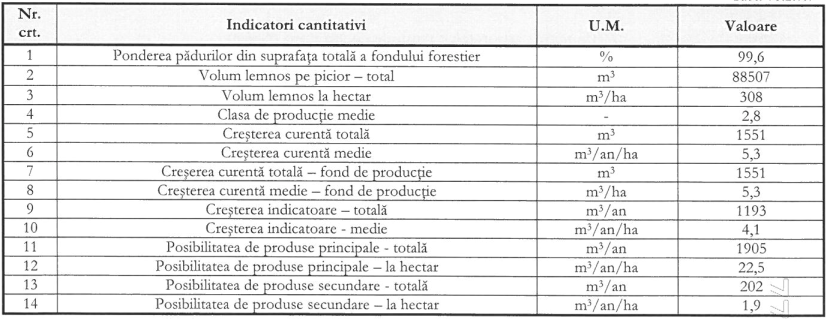 Nr. crt. Indicatori cantitativi U.M. Valoare
1 Ponderea pădurilor din suprafața totală a fondului forestier % 99,6
2 Volum lemnos pe picior – total m³ 88507
3 Volum lemnos la hectar m³/ha 308
4 Clasa de producție medie - 2,8
5 Creșterea curentă totală m³ 1551
6 Creșterea curentă medie m³/an/ha 5,3
7 Creșerea curentă totală – fond de producție m³ 1551
8 Creșterea curentă medie – fond de producție m³/ha 5,3
9 Creșterea indicatoare – totală m³/an 1193
10 Creșterea indicatoare - medie m³/an/ha 4,1
11 Posibilitatea de produse principale - totală m³/an 1905
12 Posibilitatea de produse principale – la hectar m³/an/ha 22,5
13 Posibilitatea de produse secundare - totală m³/an 202
14 Posibilitatea de produse secundare – la hectar m³/an/ha 1,9